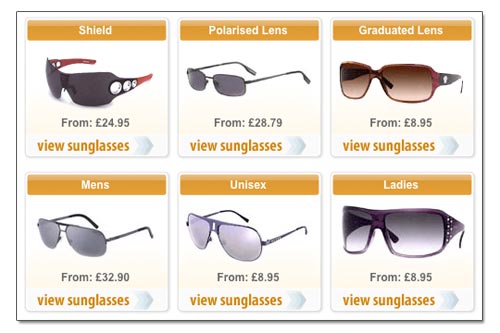 Shield
From: £24.95
view sunglasses
Polarised Lens
From: £28.79
view sunglasses
Graduated Lens
From: £8.95
view sunglasses
Mens
From: £32.90
view sunglasses
Unisex
From: £8.95
view sunglasses
Ladies
From: £8.95
view sunglasses